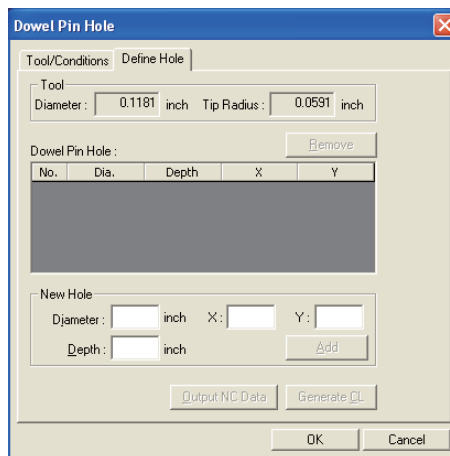 Dowel Pin Hole
Tool/Conditions Define Hole
Tool
Diameter : 0.1181 inch Tip Radius : 0.0591 inch
Remove
Dowel Pin Hole :
No. Dia. Depth X Y
New Hole
Diameter : inch X : Y :
Depth : inch Add
Output NC Data Generate CL
OK Cancel